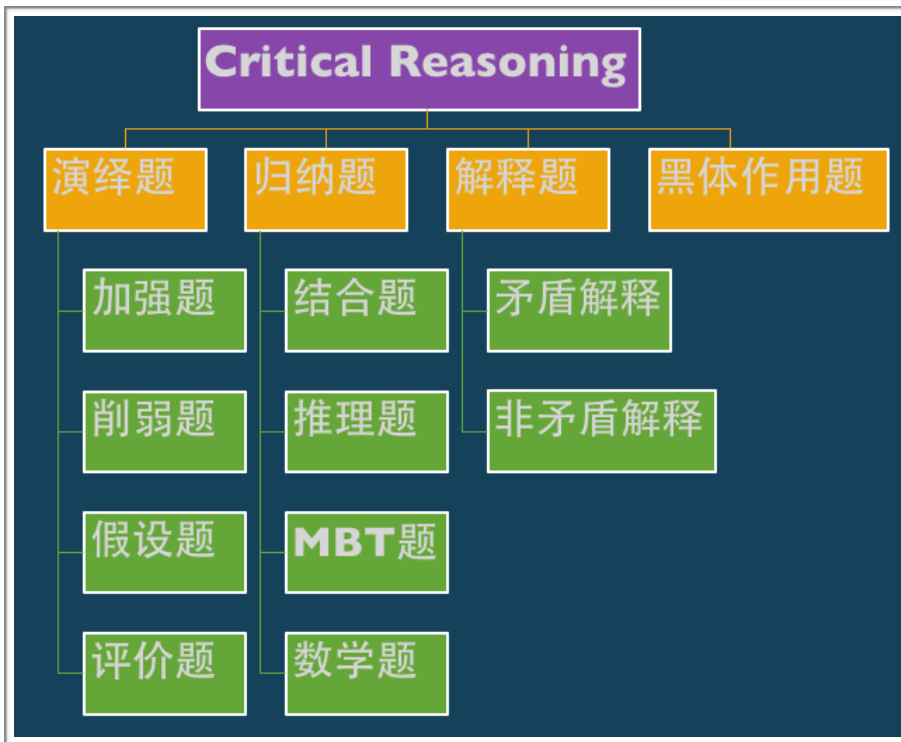 Critical Reasoning
演绎题
归纳题
解释题
黑体作用题
加强题
结合题
矛盾解释
削弱题
推理题
非矛盾解释
假设题
MBT题
评价题
数学题